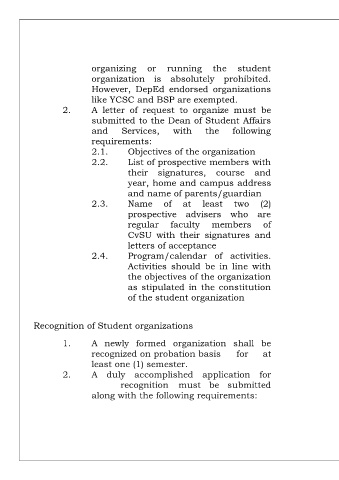 organizing or running the student
organization is absolutely prohibited.
However, DepEd endorsed organizations
like YCSC and BSP are exempted.
2. A letter of request to organize must be
submitted to the Dean of Student Affairs
and Services, with the following
requirements:
2.1. Objectives of the organization
2.2. List of prospective members with
their signatures, course and
year, home and campus address
and name of parents/guardian
2.3. Name of at least two (2)
prospective advisers who are
regular faculty members of
CvSU with their signatures and
letters of acceptance
2.4. Program/calendar of activities.
Activities should be in line with
the objectives of the organization
as stipulated in the constitution
of the student organization
Recognition of Student organizations
1. A newly formed organization shall be
recognized on probation basis for at
least one (1) semester.
2. A duly accomplished application for
recognition must be submitted
along with the following requirements: